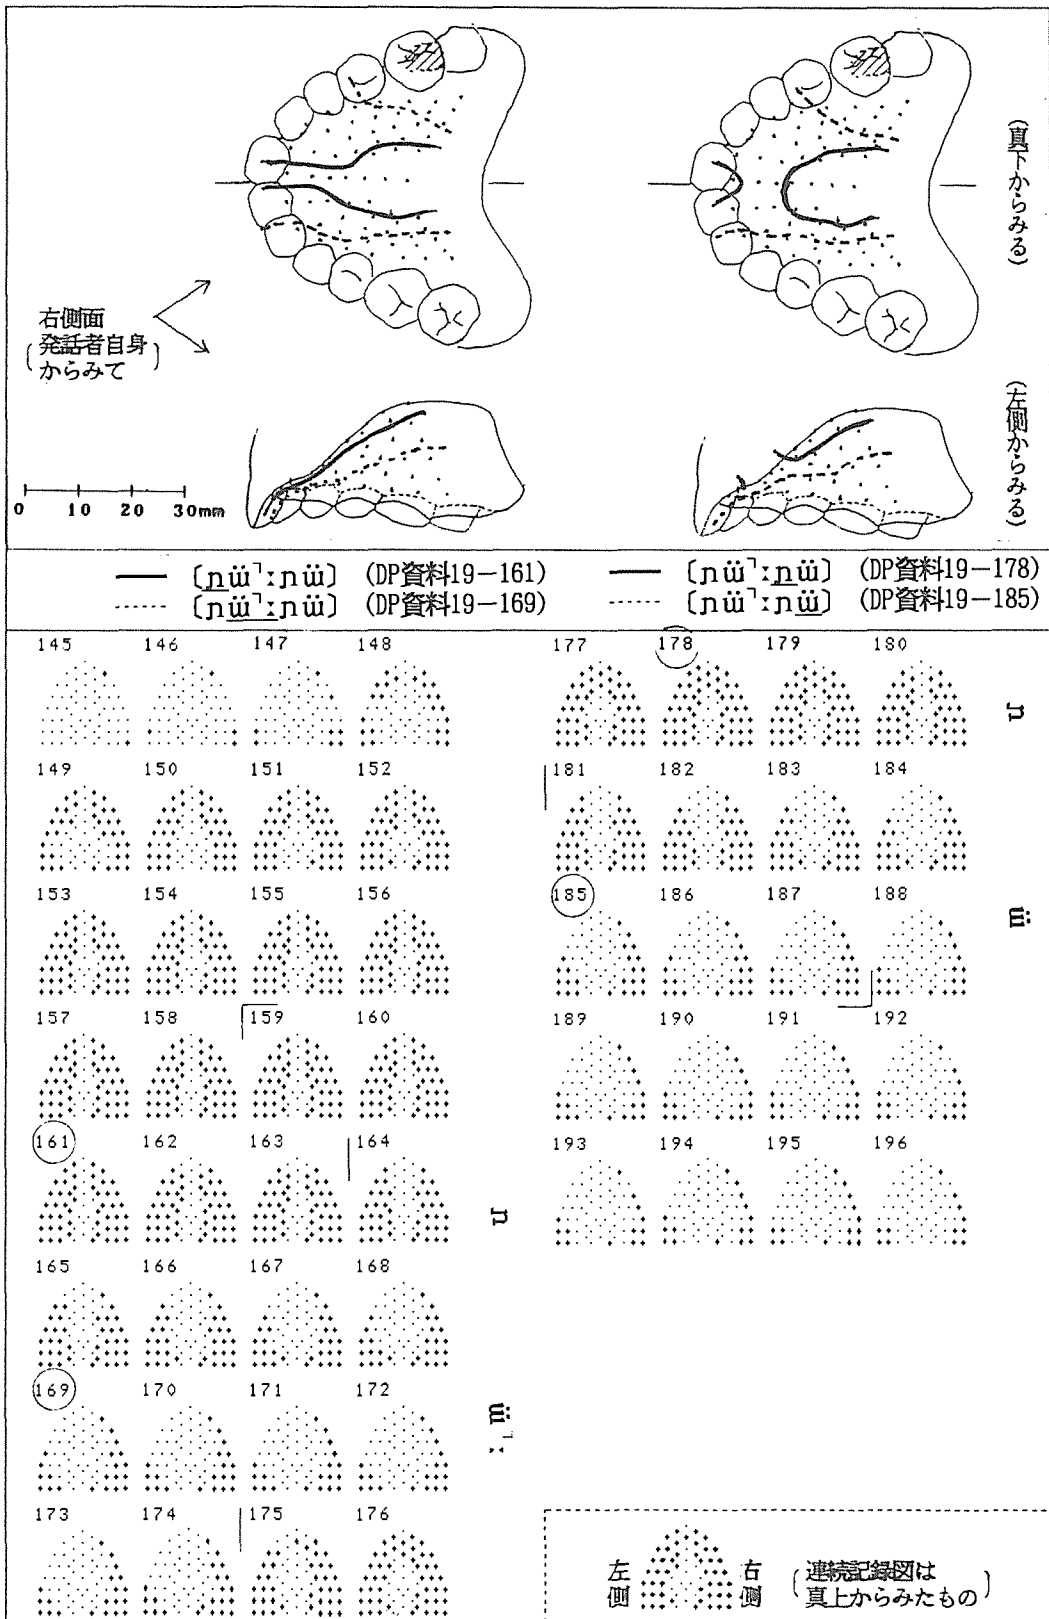 (真下からみる)
右側面
(発話者自身)
からみて
(左側からみる)
0 10 20 30mm
[n̠ɯ̈˺ːɲɯ̈] (DP資料19−161) [ɲɯ̈˺ːɲɯ̈] (DP資料19−178)
[ɲɯ̈˺ːɲɯ̈] (DP資料19−169) [ɲɯ̈˺ːɲɯ̈] (DP資料19−185)
145 146 147 148
149 150 151 152
153 154 155 156
157 158 159 160
161 162 163 164
ɲ
165 166 167 168
169 170 171 172
ɯ̈˺ː
173 174 175 176
177 178 179 180
ɲ
181 182 183 184
185 186 187 188
ɯ̈
189 190 191 192
193 194 195 196
左側 右側 (連続記録図は
真上からみたもの)